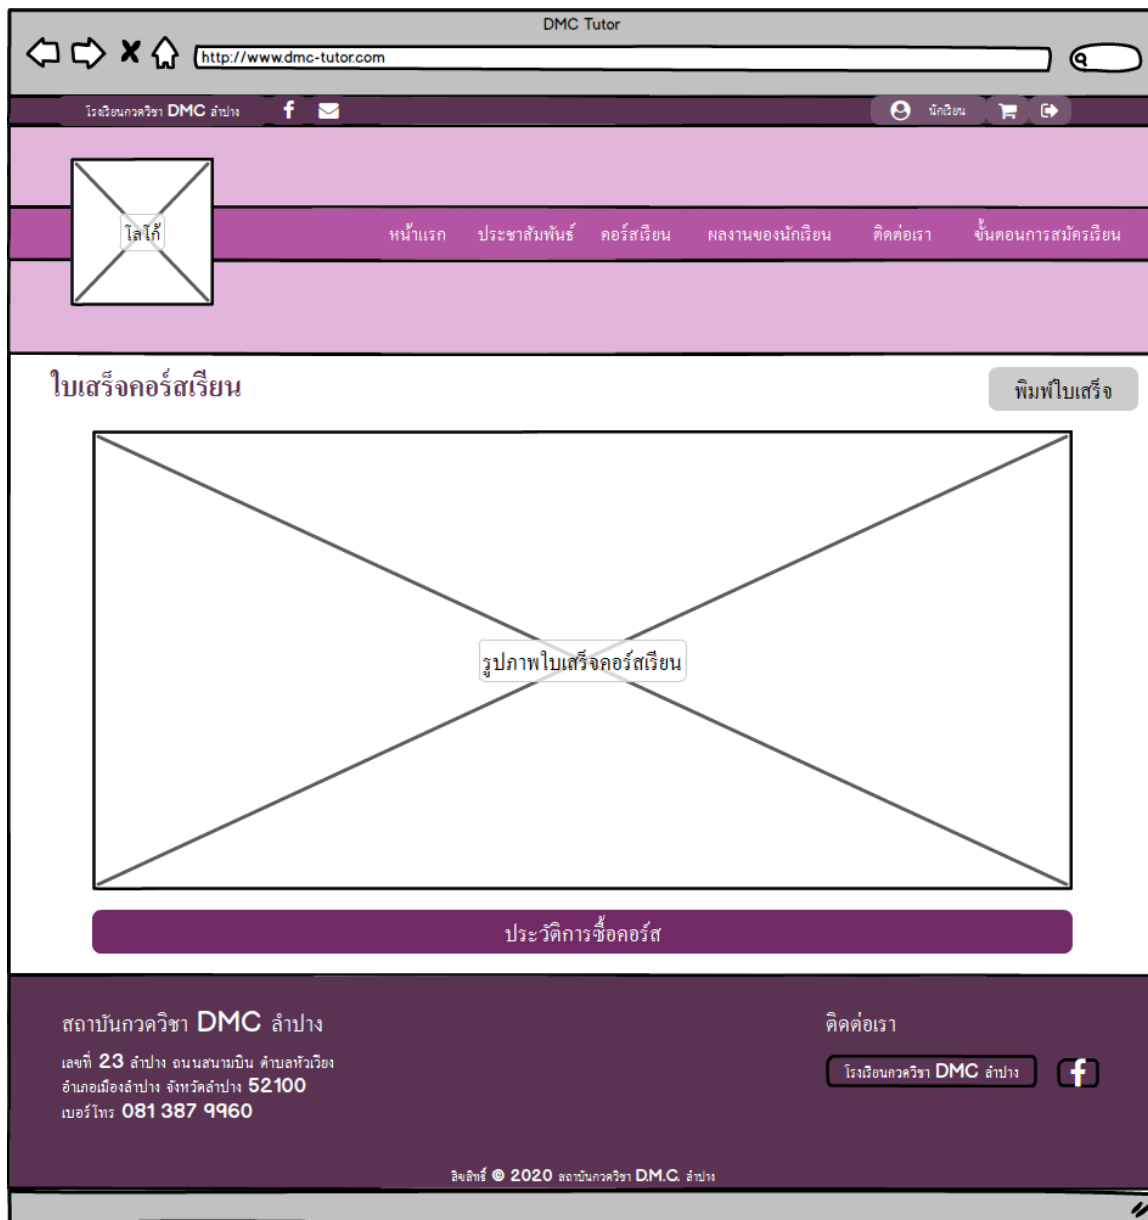 DMC Tutor
http://www.dmc-tutor.com
โรงเรียนกวดวิชา DMC ลำปาง
นักเรียน
โลโก้
หน้าแรก ประชาสัมพันธ์ คอร์สเรียน ผลงานของนักเรียน ติดต่อเรา ขั้นตอนการสมัครเรียน
ใบเสร็จคอร์สเรียน
พิมพ์ใบเสร็จ
รูปภาพใบเสร็จคอร์สเรียน
ประวัติการซื้อคอร์ส
สถาบันกวดวิชา DMC ลำปาง
เลขที่ 23 ลำปาง ถนนสนามบิน ตำบลหัวเวียง
อำเภอเมืองลำปาง จังหวัดลำปาง 52100
เบอร์โทร 081 387 9960
ติดต่อเรา
โรงเรียนกวดวิชา DMC ลำปาง
ลิขสิทธิ์ © 2020 สถาบันกวดวิชา D.M.C. ลำปาง